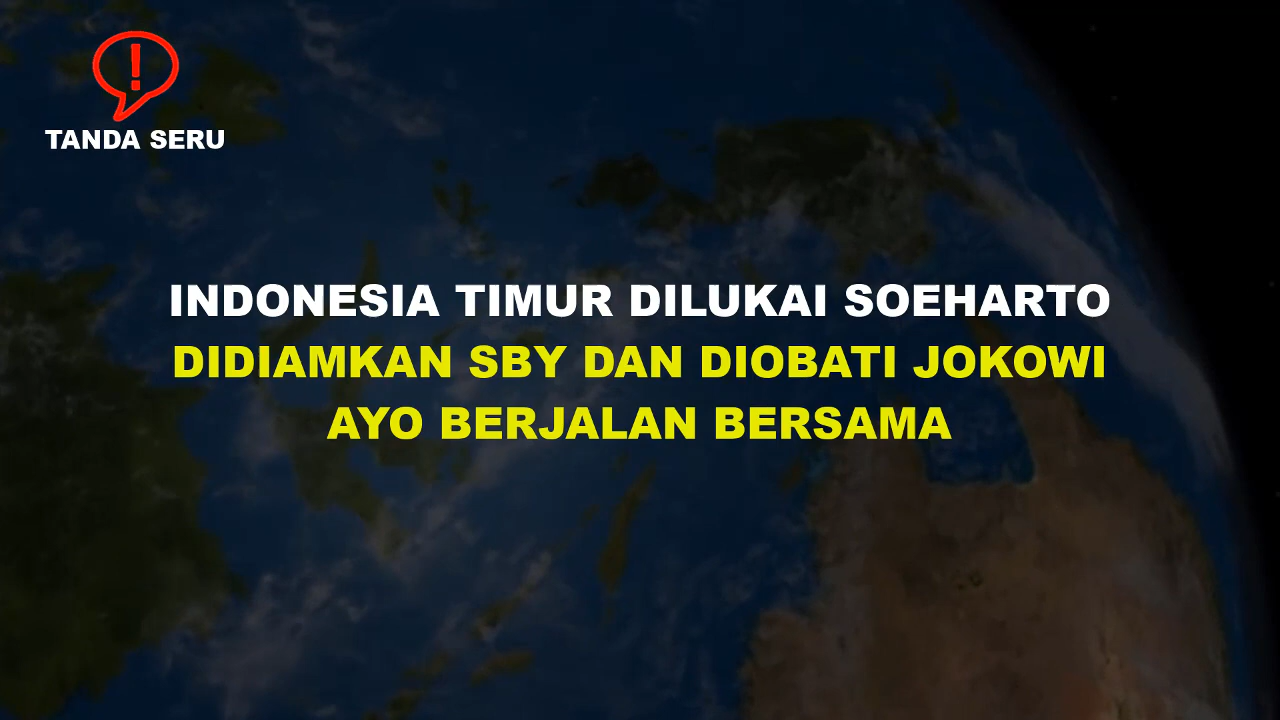 !
TANDA SERU
INDONESIA TIMUR DILUKAI SOEHARTO
DIDIAMKAN SBY DAN DIOBATI JOKOWI
AYO BERJALAN BERSAMA